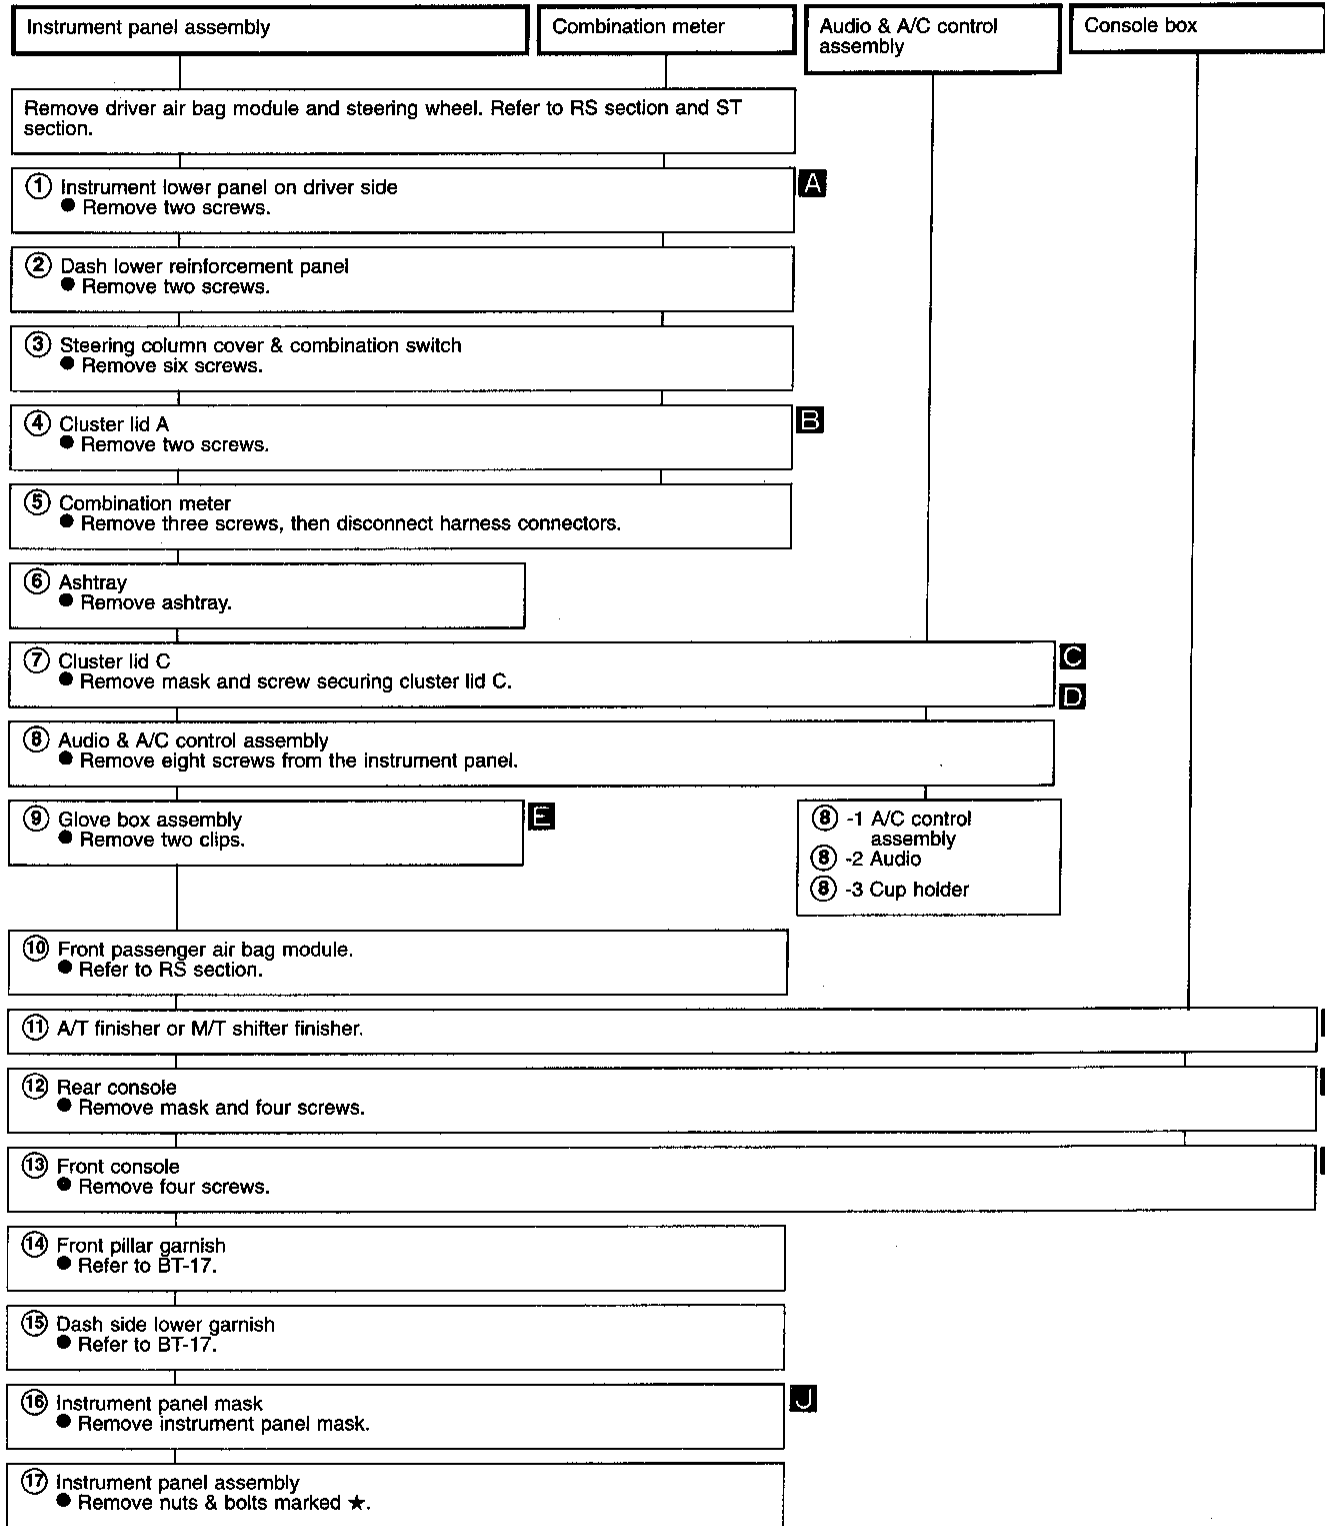 Instrument panel assembly
Combination meter
Audio & A/C control
assembly
Console box
Remove driver air bag module and steering wheel. Refer to RS section and ST
section.
① Instrument lower panel on driver side
● Remove two screws.
A
② Dash lower reinforcement panel
● Remove two screws.
③ Steering column cover & combination switch
● Remove six screws.
④ Cluster lid A
● Remove two screws.
B
⑤ Combination meter
● Remove three screws, then disconnect harness connectors.
⑥ Ashtray
● Remove ashtray.
⑦ Cluster lid C
● Remove mask and screw securing cluster lid C.
C
D
⑧ Audio & A/C control assembly
● Remove eight screws from the instrument panel.
⑨ Glove box assembly
● Remove two clips.
E
⑧ -1 A/C control
assembly
⑧ -2 Audio
⑧ -3 Cup holder
⑩ Front passenger air bag module.
● Refer to RS section.
⑪ A/T finisher or M/T shifter finisher.
⑫ Rear console
● Remove mask and four screws.
⑬ Front console
● Remove four screws.
⑭ Front pillar garnish
● Refer to BT-17.
⑮ Dash side lower garnish
● Refer to BT-17.
⑯ Instrument panel mask
● Remove instrument panel mask.
J
⑰ Instrument panel assembly
● Remove nuts & bolts marked ★.